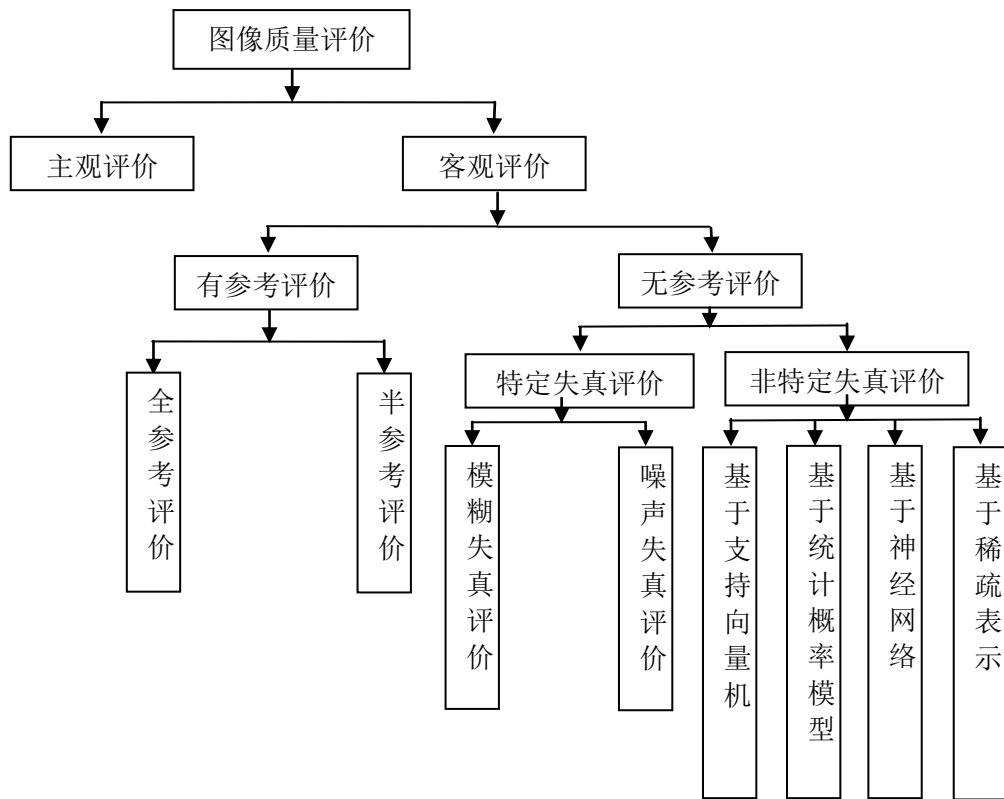 图像质量评价
主观评价
客观评价
有参考评价
无参考评价
特定失真评价
非特定失真评价
全参考评价
半参考评价
模糊失真评价
噪声失真评价
基于支持向量机
基于统计概率模型
基于神经网络
基于稀疏表示